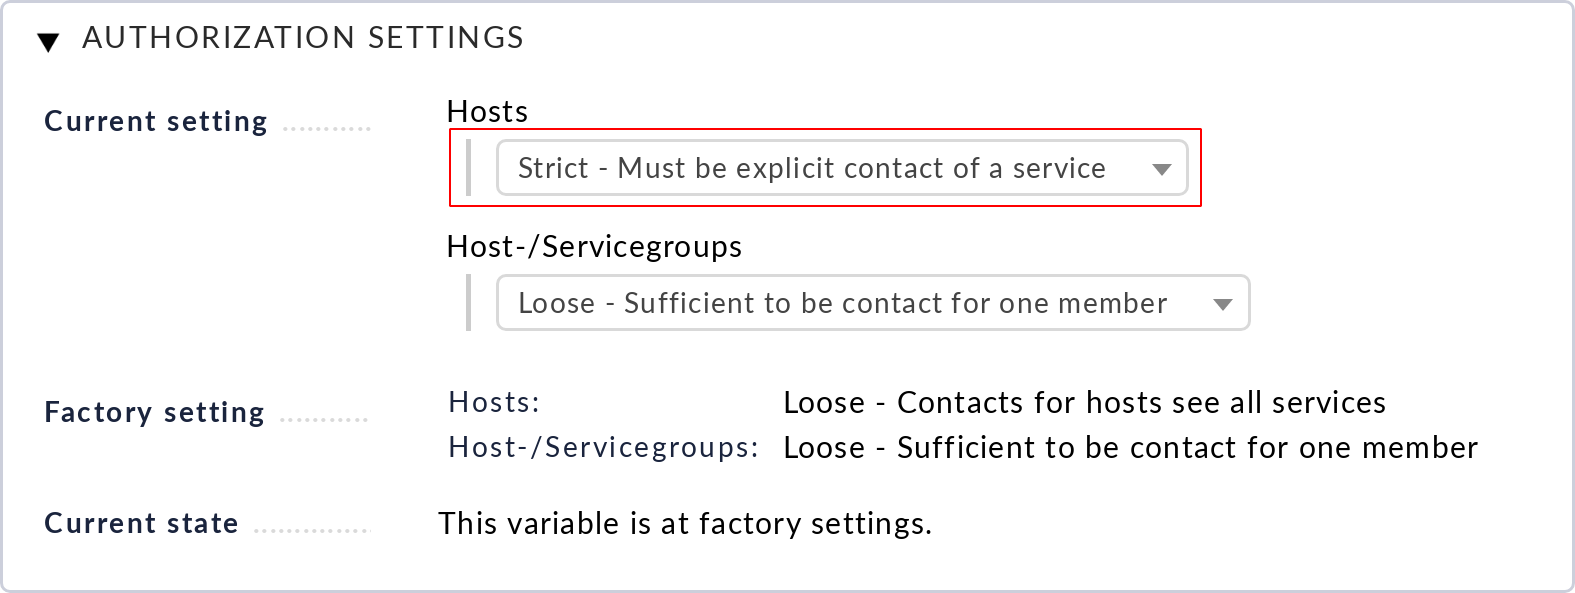 AUTHORIZATION SETTINGS
Current setting
Hosts
Strict - Must be explicit contact of a service
Host-/Servicegroups
Loose - Sufficient to be contact for one member
Factory setting
Hosts: Loose - Contacts for hosts see all services
Host-/Servicegroups: Loose - Sufficient to be contact for one member
Current state This variable is at factory settings.